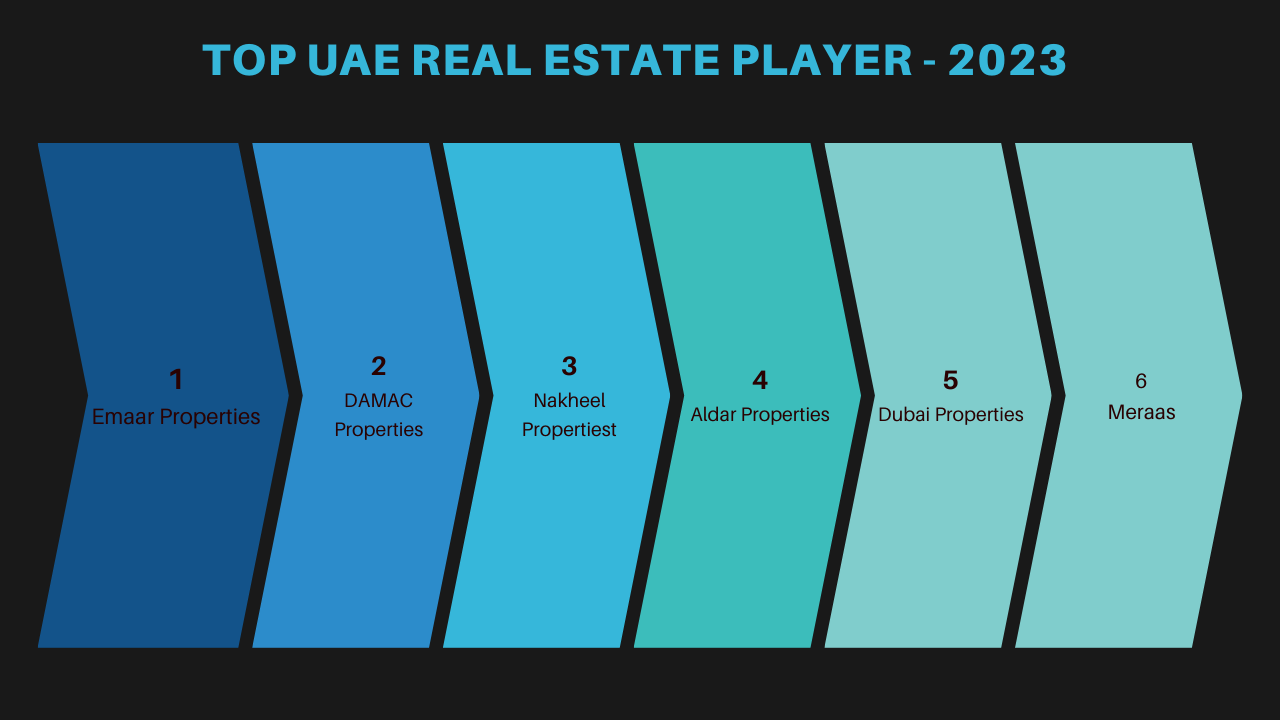 TOP UAE REAL ESTATE PLAYER - 2023
1
Emaar Properties
2
DAMAC
Properties
3
Nakheel
Propertiest
4
Aldar Properties
5
Dubai Properties
6
Meraas